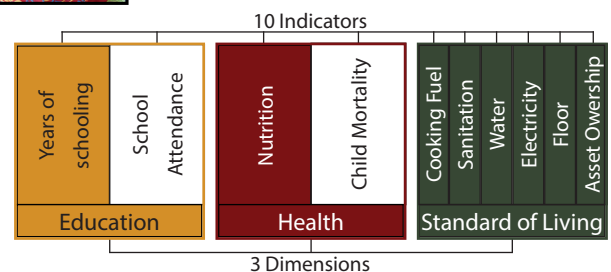 10 Indicators
Years of
schooling
School
Attendance
Nutrition
Child Mortality
Cooking Fuel
Sanitation
Water
Electricity
Floor
Asset Owership
Education
Health
Standard of Living
3 Dimensions